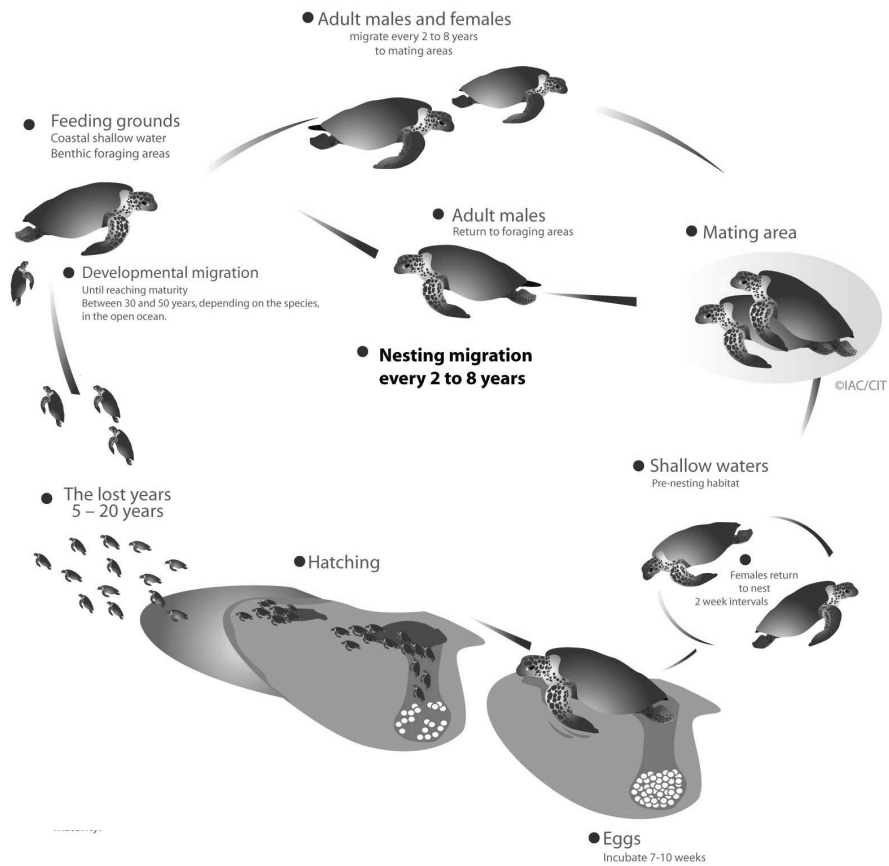 Adult males and females
migrate every 2 to 8 years
to mating areas
Feeding grounds
Coastal shallow water
Benthic foraging areas
Adult males
Return to foraging areas
Mating area
Developmental migration
Until reaching maturity
Between 30 and 50 years, depending on the species,
in the open ocean.
Nesting migration
every 2 to 8 years
©IAC/CIT
Shallow waters
Pre-nesting habitat
The lost years
5 – 20 years
Hatching
Females return
to nest
2 week intervals
Eggs
Incubate 7-10 weeks